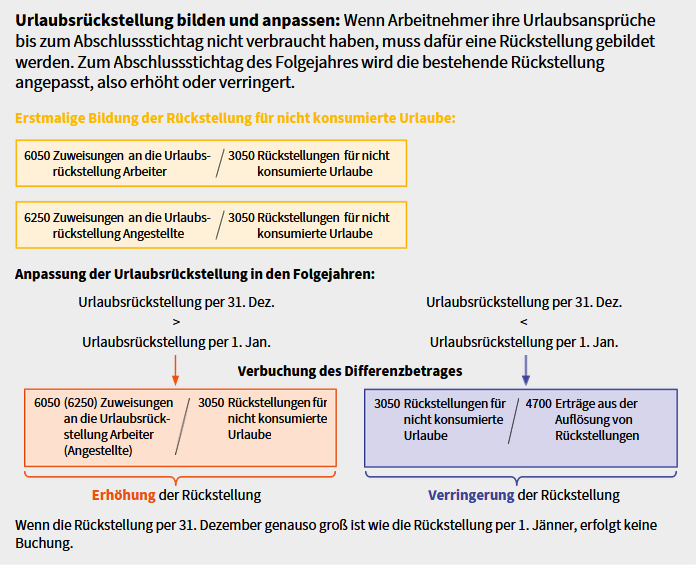 Urlaubsrückstellung bilden und anpassen: Wenn Arbeitnehmer ihre Urlaubsansprüche
bis zum Abschlussstichtag nicht verbraucht haben, muss dafür eine Rückstellung gebildet
werden. Zum Abschlussstichtag des Folgejahres wird die bestehende Rückstellung
angepasst, also erhöht oder verringert.
Erstmalige Bildung der Rückstellung für nicht konsumierte Urlaube:
6050 Zuweisungen an die Urlaubs-
rückstellung Arbeiter
/
3050 Rückstellungen für nicht
konsumierte Urlaube
6250 Zuweisungen an die Urlaubs-
rückstellung Angestellte
/
3050 Rückstellungen für nicht
konsumierte Urlaube
Anpassung der Urlaubsrückstellung in den Folgejahren:
Urlaubsrückstellung per 31. Dez.
>
Urlaubsrückstellung per 1. Jan.
Urlaubsrückstellung per 31. Dez.
<
Urlaubsrückstellung per 1. Jan.
Verbuchung des Differenzbetrages
6050 (6250) Zuweisungen
an die Urlaubsrück-
stellung Arbeiter
(Angestellte)
/
3050 Rückstellungen für
nicht konsumierte
Urlaube
3050 Rückstellungen für
nicht konsumierte
Urlaube
/
4700 Erträge aus der
Auflösung von
Rückstellungen
Erhöhung der Rückstellung
Verringerung der Rückstellung
Wenn die Rückstellung per 31. Dezember genauso groß ist wie die Rückstellung per 1. Jänner, erfolgt keine
Buchung.